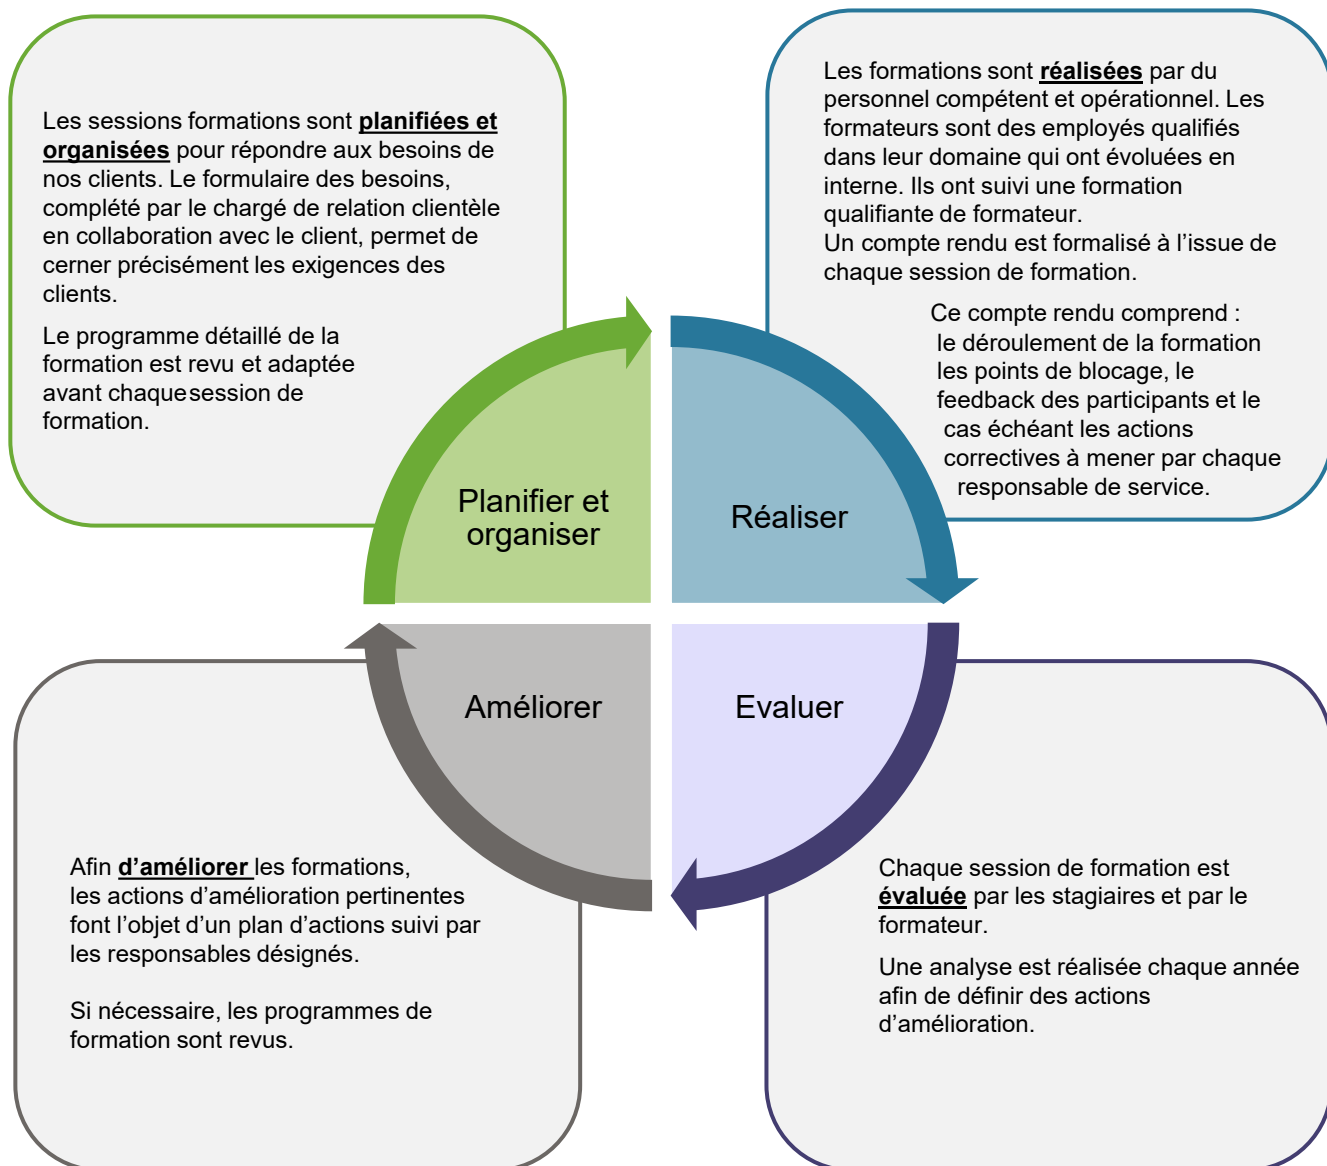 Les sessions formations sont planifiées et
organisées pour répondre aux besoins de
nos clients. Le formulaire des besoins,
complété par le chargé de relation clientèle
en collaboration avec le client, permet de
cerner précisément les exigences des
clients.
Le programme détaillé de la
formation est revu et adaptée
avant chaque session de
formation.
Les formations sont réalisées par du
personnel compétent et opérationnel. Les
formateurs sont des employés qualifiés
dans leur domaine qui ont évoluées en
interne. Ils ont suivi une formation
qualifiante de formateur.
Un compte rendu est formalisé à l’issue de
chaque session de formation.
Ce compte rendu comprend :
le déroulement de la formation
les points de blocage, le
feedback des participants et le
cas échéant les actions
correctives à mener par chaque
responsable de service.
Planifier et
organiser
Réaliser
Améliorer
Evaluer
Afin d’améliorer les formations,
les actions d’amélioration pertinentes
font l’objet d’un plan d’actions suivi par
les responsables désignés.
Si nécessaire, les programmes de
formation sont revus.
Chaque session de formation est
évaluée par les stagiaires et par le
formateur.
Une analyse est réalisée chaque année
afin de définir des actions
d’amélioration.